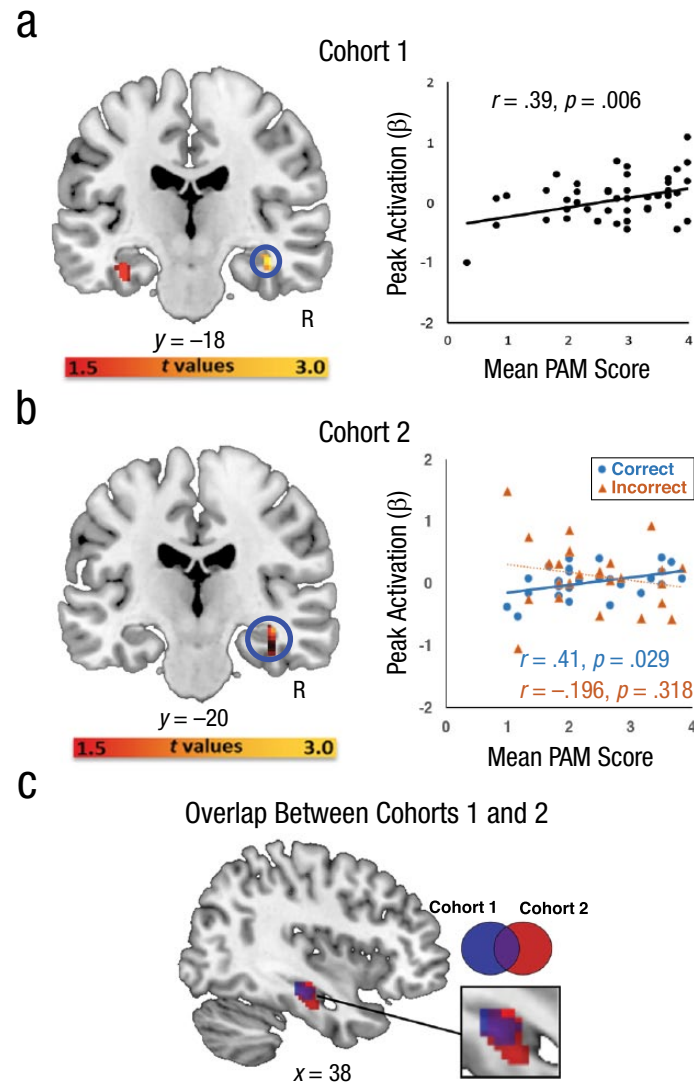 a
Cohort 1
r = .39, p = .006
Peak Activation (β)
2
1
0
-1
-2
0 1 2 3 4
Mean PAM Score
R
y = –18
1.5 t values 3.0
b
Cohort 2
Correct
Incorrect
Peak Activation (β)
2
1
0
-1
-2
r = .41, p = .029
r = –.196, p = .318
0 1 2 3 4
Mean PAM Score
R
y = –20
1.5 t values 3.0
c
Overlap Between Cohorts 1 and 2
Cohort 1 Cohort 2
x = 38